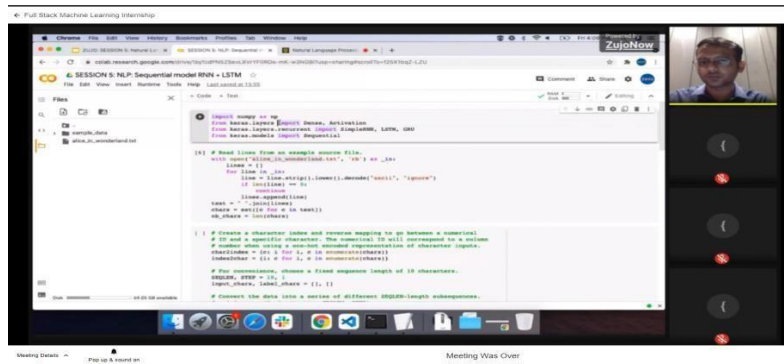 ← Full Stack Machine Learning Internship
Chrome File Edit View History Bookmarks Profiles Tab Window Help
ZujoNow
SESSION 5: NLP: Sequential model RNN + LSTM
File Edit View Insert Runtime Tools Help
Comment Share
Files
+ Code + Text
Editing
sample_data
alice_in_wonderland.txt
import numpy as np
from keras.layers import Dense, Activation
from keras.layers.recurrent import SimpleRNN, LSTM, GRU
from keras.models import Sequential
# Read lines from an example source file.
with open('alice_in_wonderland.txt', 'rb') as _in:
lines = []
for line in _in:
line = line.strip().lower().decode("ascii", "ignore")
if len(line) == 0:
continue
lines.append(line)
text = " ".join(lines)
chars = set([c for c in text])
nb_chars = len(chars)
# Create a character index and reverse mapping to go between a numerical
# ID and a specific character. The numerical ID will correspond to a column
# number when using a one-hot encoded representation of character inputs.
char2index = {c: i for i, c in enumerate(chars)}
index2char = {i: c for i, c in enumerate(chars)}
# For convenience, choose a fixed sequence length of 10 characters.
SEQLEN, STEP = 10, 1
input_chars, label_chars = [], []
# Convert the data into a series of different SEQLEN-length subsequences.
Disk
Meeting Details
Pop up & sound on
Meeting Was Over